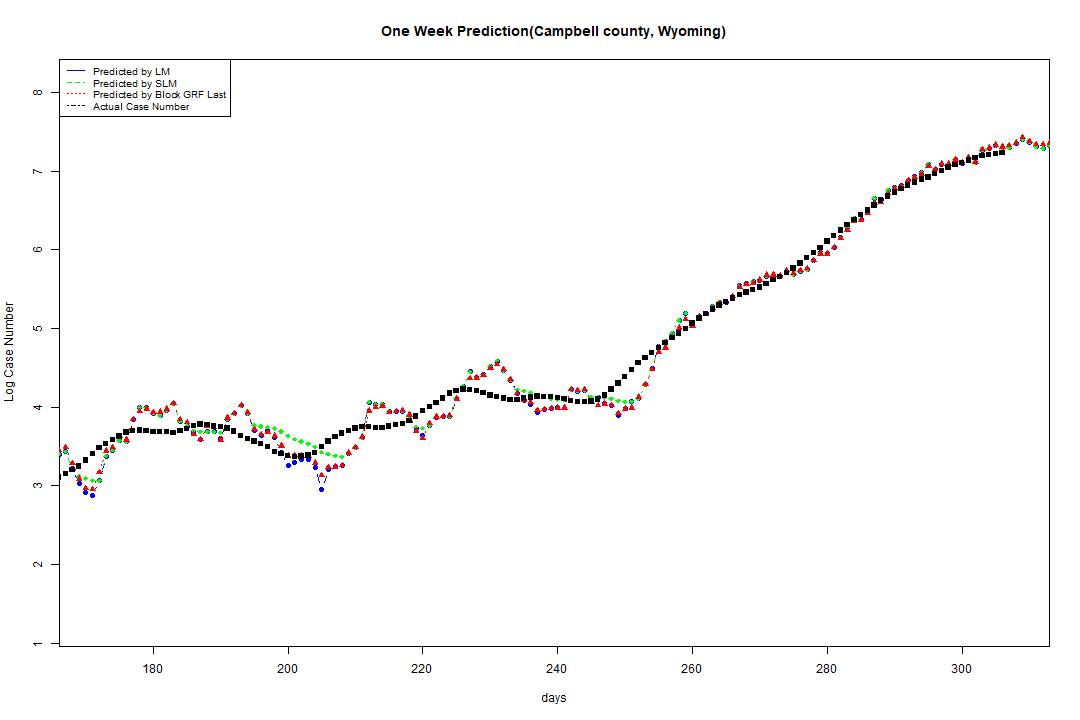 One Week Prediction(Campbell county, Wyoming)
Predicted by LM
Predicted by SLM
Predicted by Block GRF Last
Actual Case Number
8
7
6
5
4
3
2
1
Log Case Number
180 200 220 240 260 280 300
days